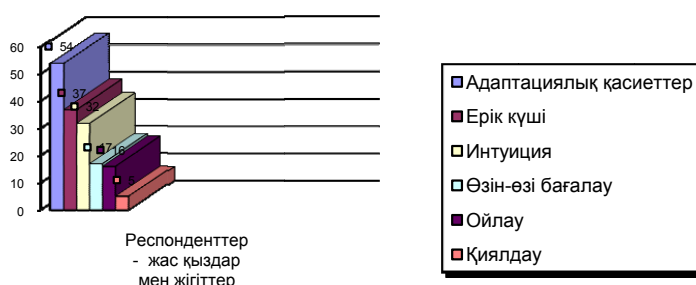 60
50
40
30
20
10
0
54
37
32
17
16
5
Респонденттер
- жас қыздар
мен жігіттер
Адаптациялық қасиеттер
Ерік күші
Интуиция
Өзін-өзі бағалау
Ойлау
Қиялдау